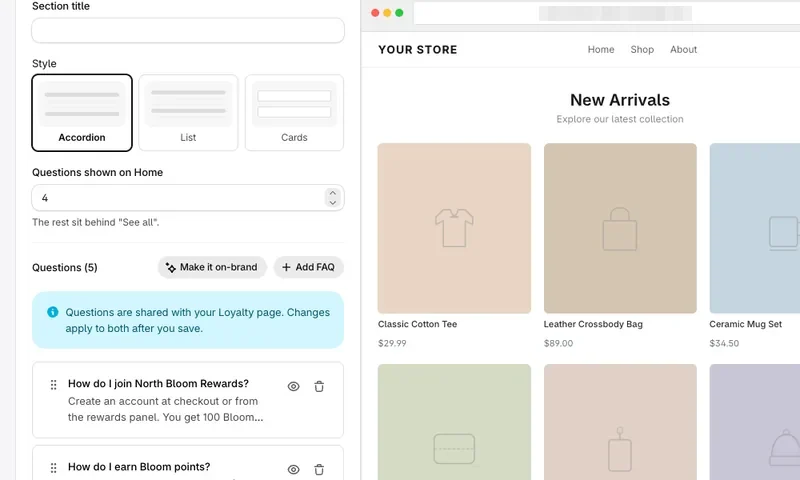 Section title
Style
Accordion
List
Cards
Questions shown on Home
4
The rest sit behind "See all".
Questions (5)
Make it on-brand
Add FAQ
Questions are shared with your Loyalty page. Changes
apply to both after you save.
How do I join North Bloom Rewards?
Create an account at checkout or from
the rewards panel. You get 100 Bloom...
How do I earn Bloom points?
YOUR STORE
Home
Shop
About
New Arrivals
Explore our latest collection
Classic Cotton Tee
$29.99
Leather Crossbody Bag
$89.00
Ceramic Mug Set
$34.50